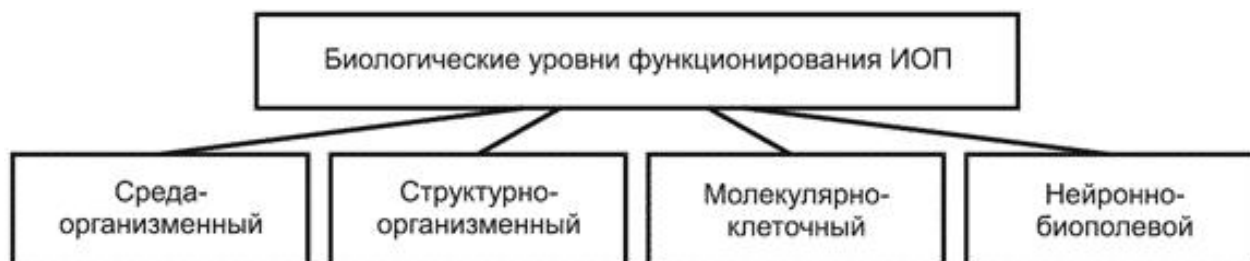 Биологические уровни функционирования ИОП
Среда-
организменный
Структурно-
организменный
Молекулярно-
клеточный
Нейронно-
биополевой